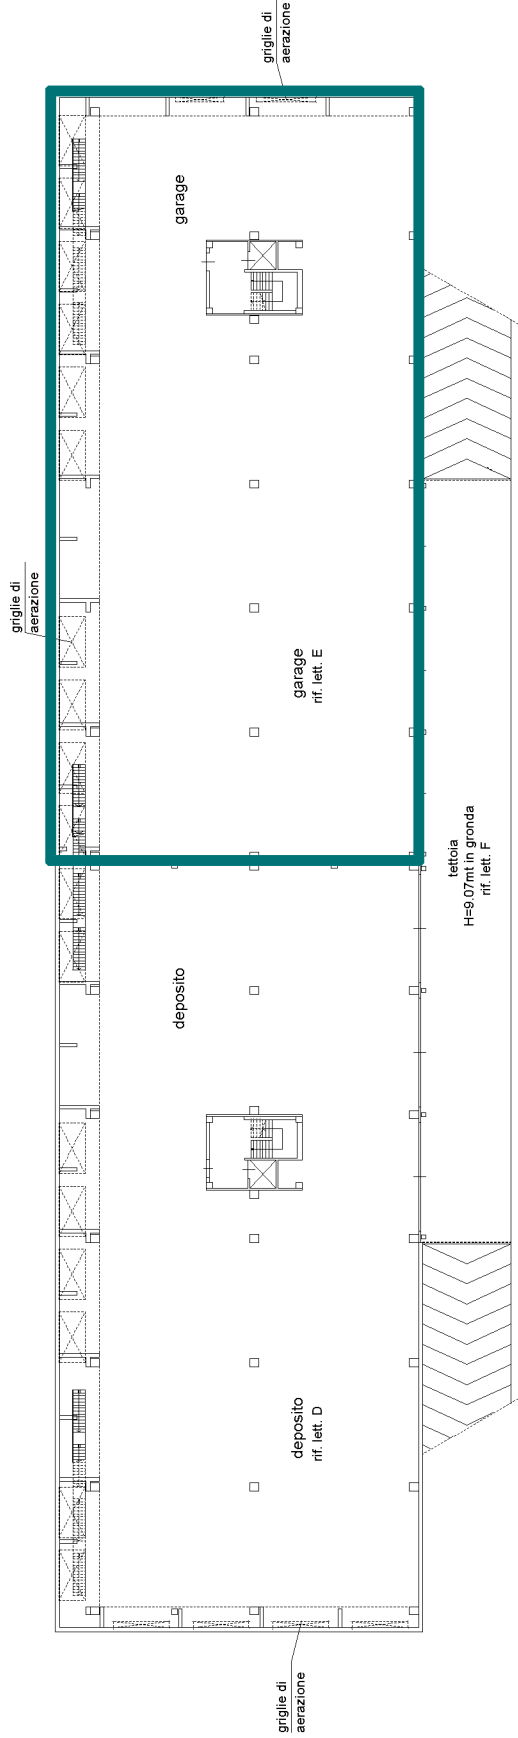 griglie di
aerazione
garage
griglie di
aerazione
garage
rif. lett. E
tettoia
H=9.07mt in gronda
rif. lett. F
deposito
deposito
rif. lett. D
griglie di
aerazione